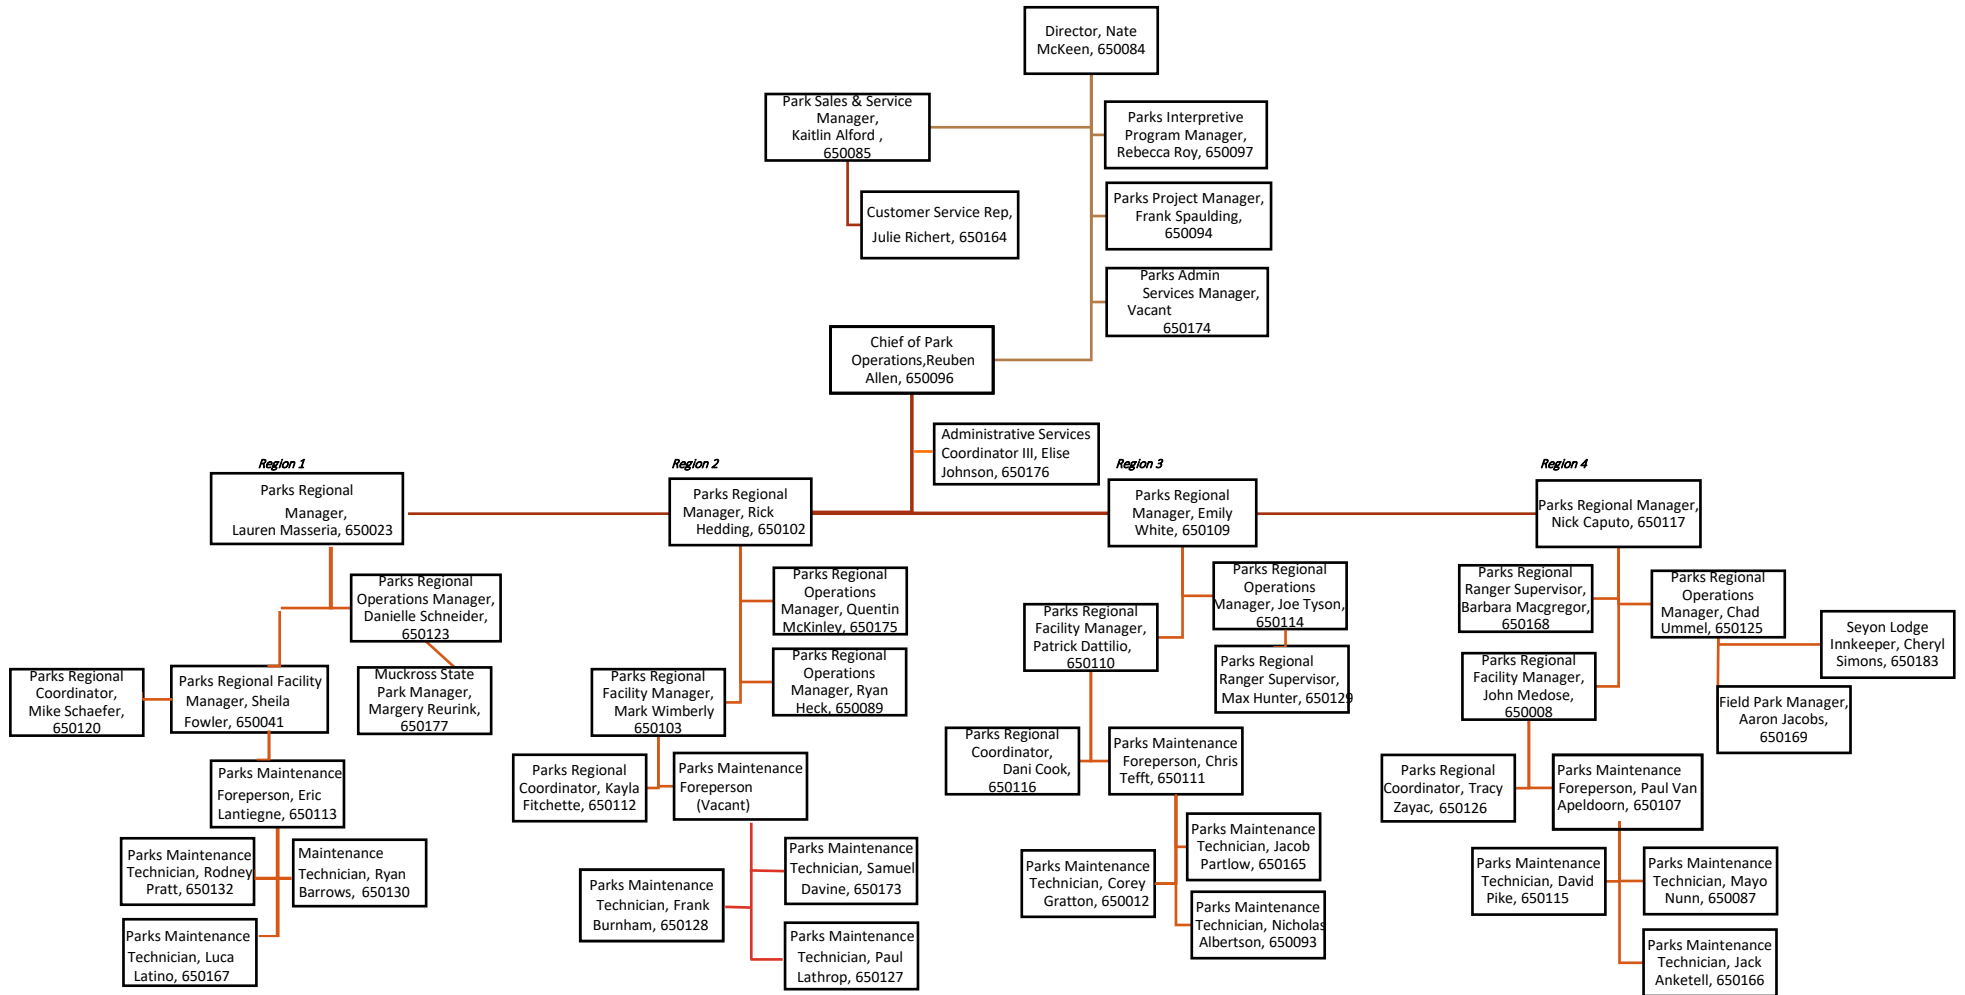 Director, Nate
McKeen, 650084
Park Sales & Service
Manager,
Kaitlin Alford ,
650085
Parks Interpretive
Program Manager,
Rebecca Roy, 650097
Customer Service Rep,
Julie Richert, 650164
Parks Project Manager,
Frank Spaulding,
650094
Parks Admin
Services Manager,
Vacant
650174
Chief of Park
Operations,Reuben
Allen, 650096
Administrative Services
Coordinator III, Elise
Johnson, 650176
Region 1
Parks Regional
Manager,
Lauren Masseria, 650023
Parks Regional
Operations Manager,
Danielle Schneider,
650123
Parks Regional
Coordinator,
Mike Schaefer,
650120
Parks Regional Facility
Manager, Sheila
Fowler, 650041
Muckross State
Park Manager,
Margery Reurink,
650177
Parks Maintenance
Foreperson, Eric
Lantiegne, 650113
Parks Maintenance
Technician, Rodney
Pratt, 650132
Maintenance
Technician, Ryan
Barrows, 650130
Parks Maintenance
Technician, Luca
Latino, 650167
Region 2
Parks Regional
Manager, Rick
Hedding, 650102
Parks Regional
Operations
Manager, Quentin
McKinley, 650175
Parks Regional
Operations
Manager, Ryan
Heck, 650089
Parks Regional
Facility Manager,
Mark Wimberly
650103
Parks Regional
Coordinator, Kayla
Fitchette, 650112
Parks Maintenance
Foreperson
(Vacant)
Parks Maintenance
Technician, Samuel
Davine, 650173
Parks Maintenance
Technician, Frank
Burnham, 650128
Parks Maintenance
Technician, Paul
Lathrop, 650127
Region 3
Parks Regional
Manager, Emily
White, 650109
Parks Regional
Operations
Manager, Joe Tyson,
650114
Parks Regional
Facility Manager,
Patrick Dattilio,
650110
Parks Regional
Ranger Supervisor,
Max Hunter, 650129
Parks Regional
Coordinator,
Dani Cook,
650116
Parks Maintenance
Foreperson, Chris
Tefft, 650111
Parks Maintenance
Technician, Jacob
Partlow, 650165
Parks Maintenance
Technician, Corey
Gratton, 650012
Parks Maintenance
Technician, Nicholas
Albertson, 650093
Region 4
Parks Regional Manager,
Nick Caputo, 650117
Parks Regional
Ranger Supervisor,
Barbara Macgregor,
650168
Parks Regional
Operations
Manager, Chad
Ummel, 650125
Seyon Lodge
Innkeeper, Cheryl
Simons, 650183
Parks Regional
Facility Manager,
John Medose,
650008
Field Park Manager,
Aaron Jacobs,
650169
Parks Regional
Coordinator, Tracy
Zayac, 650126
Parks Maintenance
Foreperson, Paul Van
Apeldoorn, 650107
Parks Maintenance
Technician, David
Pike, 650115
Parks Maintenance
Technician, Mayo
Nunn, 650087
Parks Maintenance
Technician, Jack
Anketell, 650166